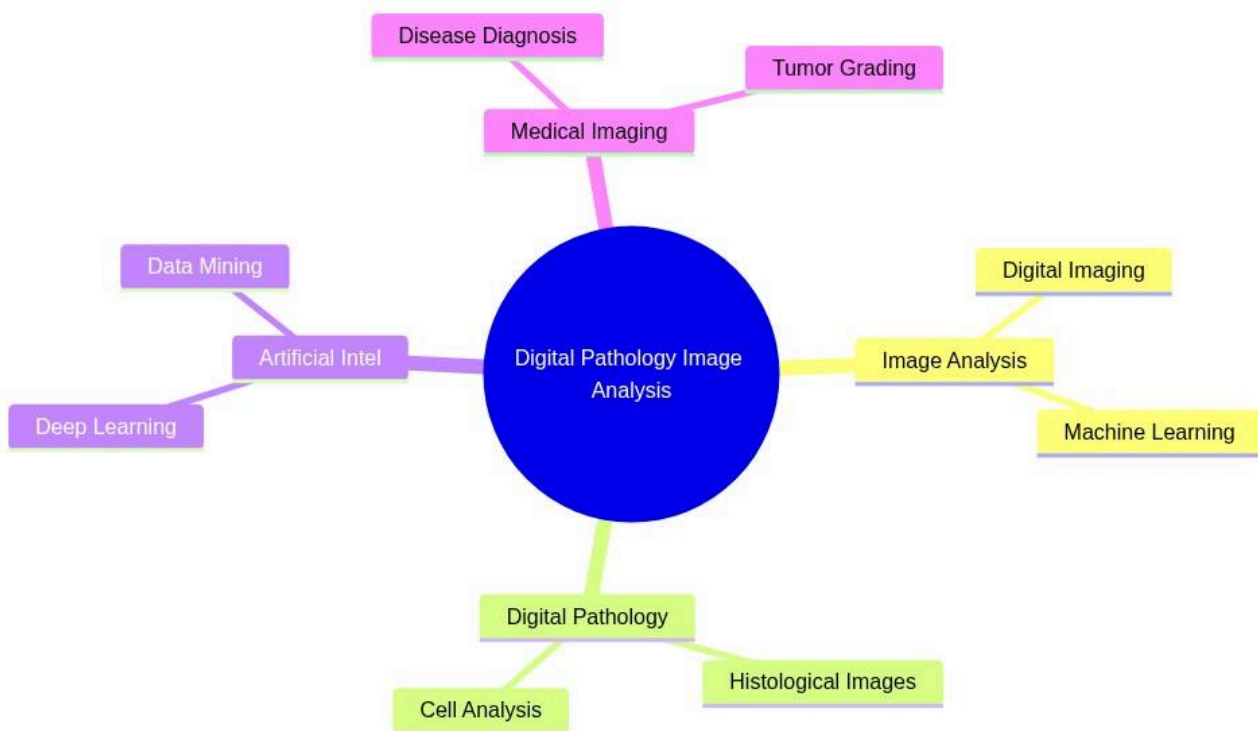 Disease Diagnosis
Tumor Grading
Medical Imaging
Data Mining
Digital Imaging
Artificial Intel
Digital Pathology Image
Analysis
Image Analysis
Deep Learning
Machine Learning
Digital Pathology
Histological Images
Cell Analysis